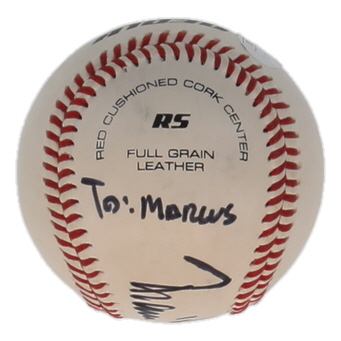 RED CUSHIONED CORK CENTER
RS
FULL GRAIN
LEATHER
To: Marcus